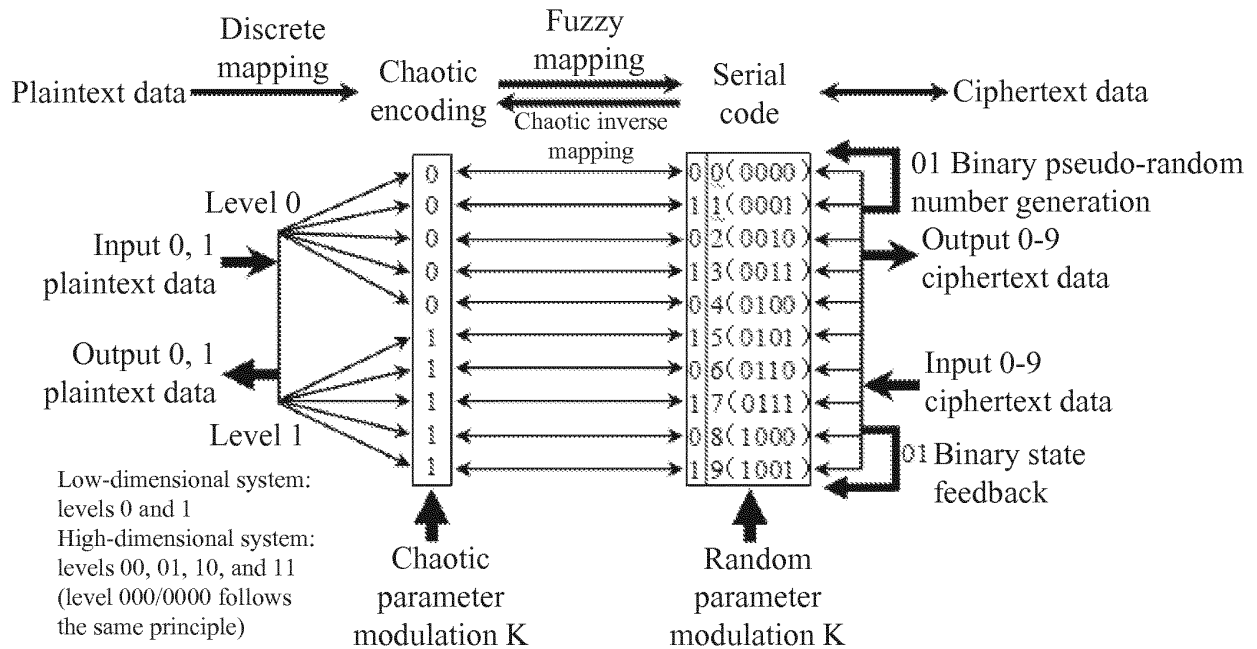 Discrete
mapping
Fuzzy
mapping
Plaintext data
Chaotic
encoding
Serial
code
Ciphertext data
Chaotic inverse
mapping
Level 0
Input 0, 1
plaintext data
Output 0, 1
plaintext data
Level 1
0
0
0
0
0
1
1
1
1
1
0 0(0000)
1 1(0001)
0 2(0010)
1 3(0011)
0 4(0100)
1 5(0101)
0 6(0110)
1 7(0111)
0 8(1000)
1 9(1001)
01 Binary pseudo-random
number generation
Output 0-9
ciphertext data
Input 0-9
ciphertext data
01 Binary state
feedback
Low-dimensional system:
levels 0 and 1
High-dimensional system:
levels 00, 01, 10, and 11
(level 000/0000 follows
the same principle)
Chaotic
parameter
modulation K
Random
parameter
modulation K